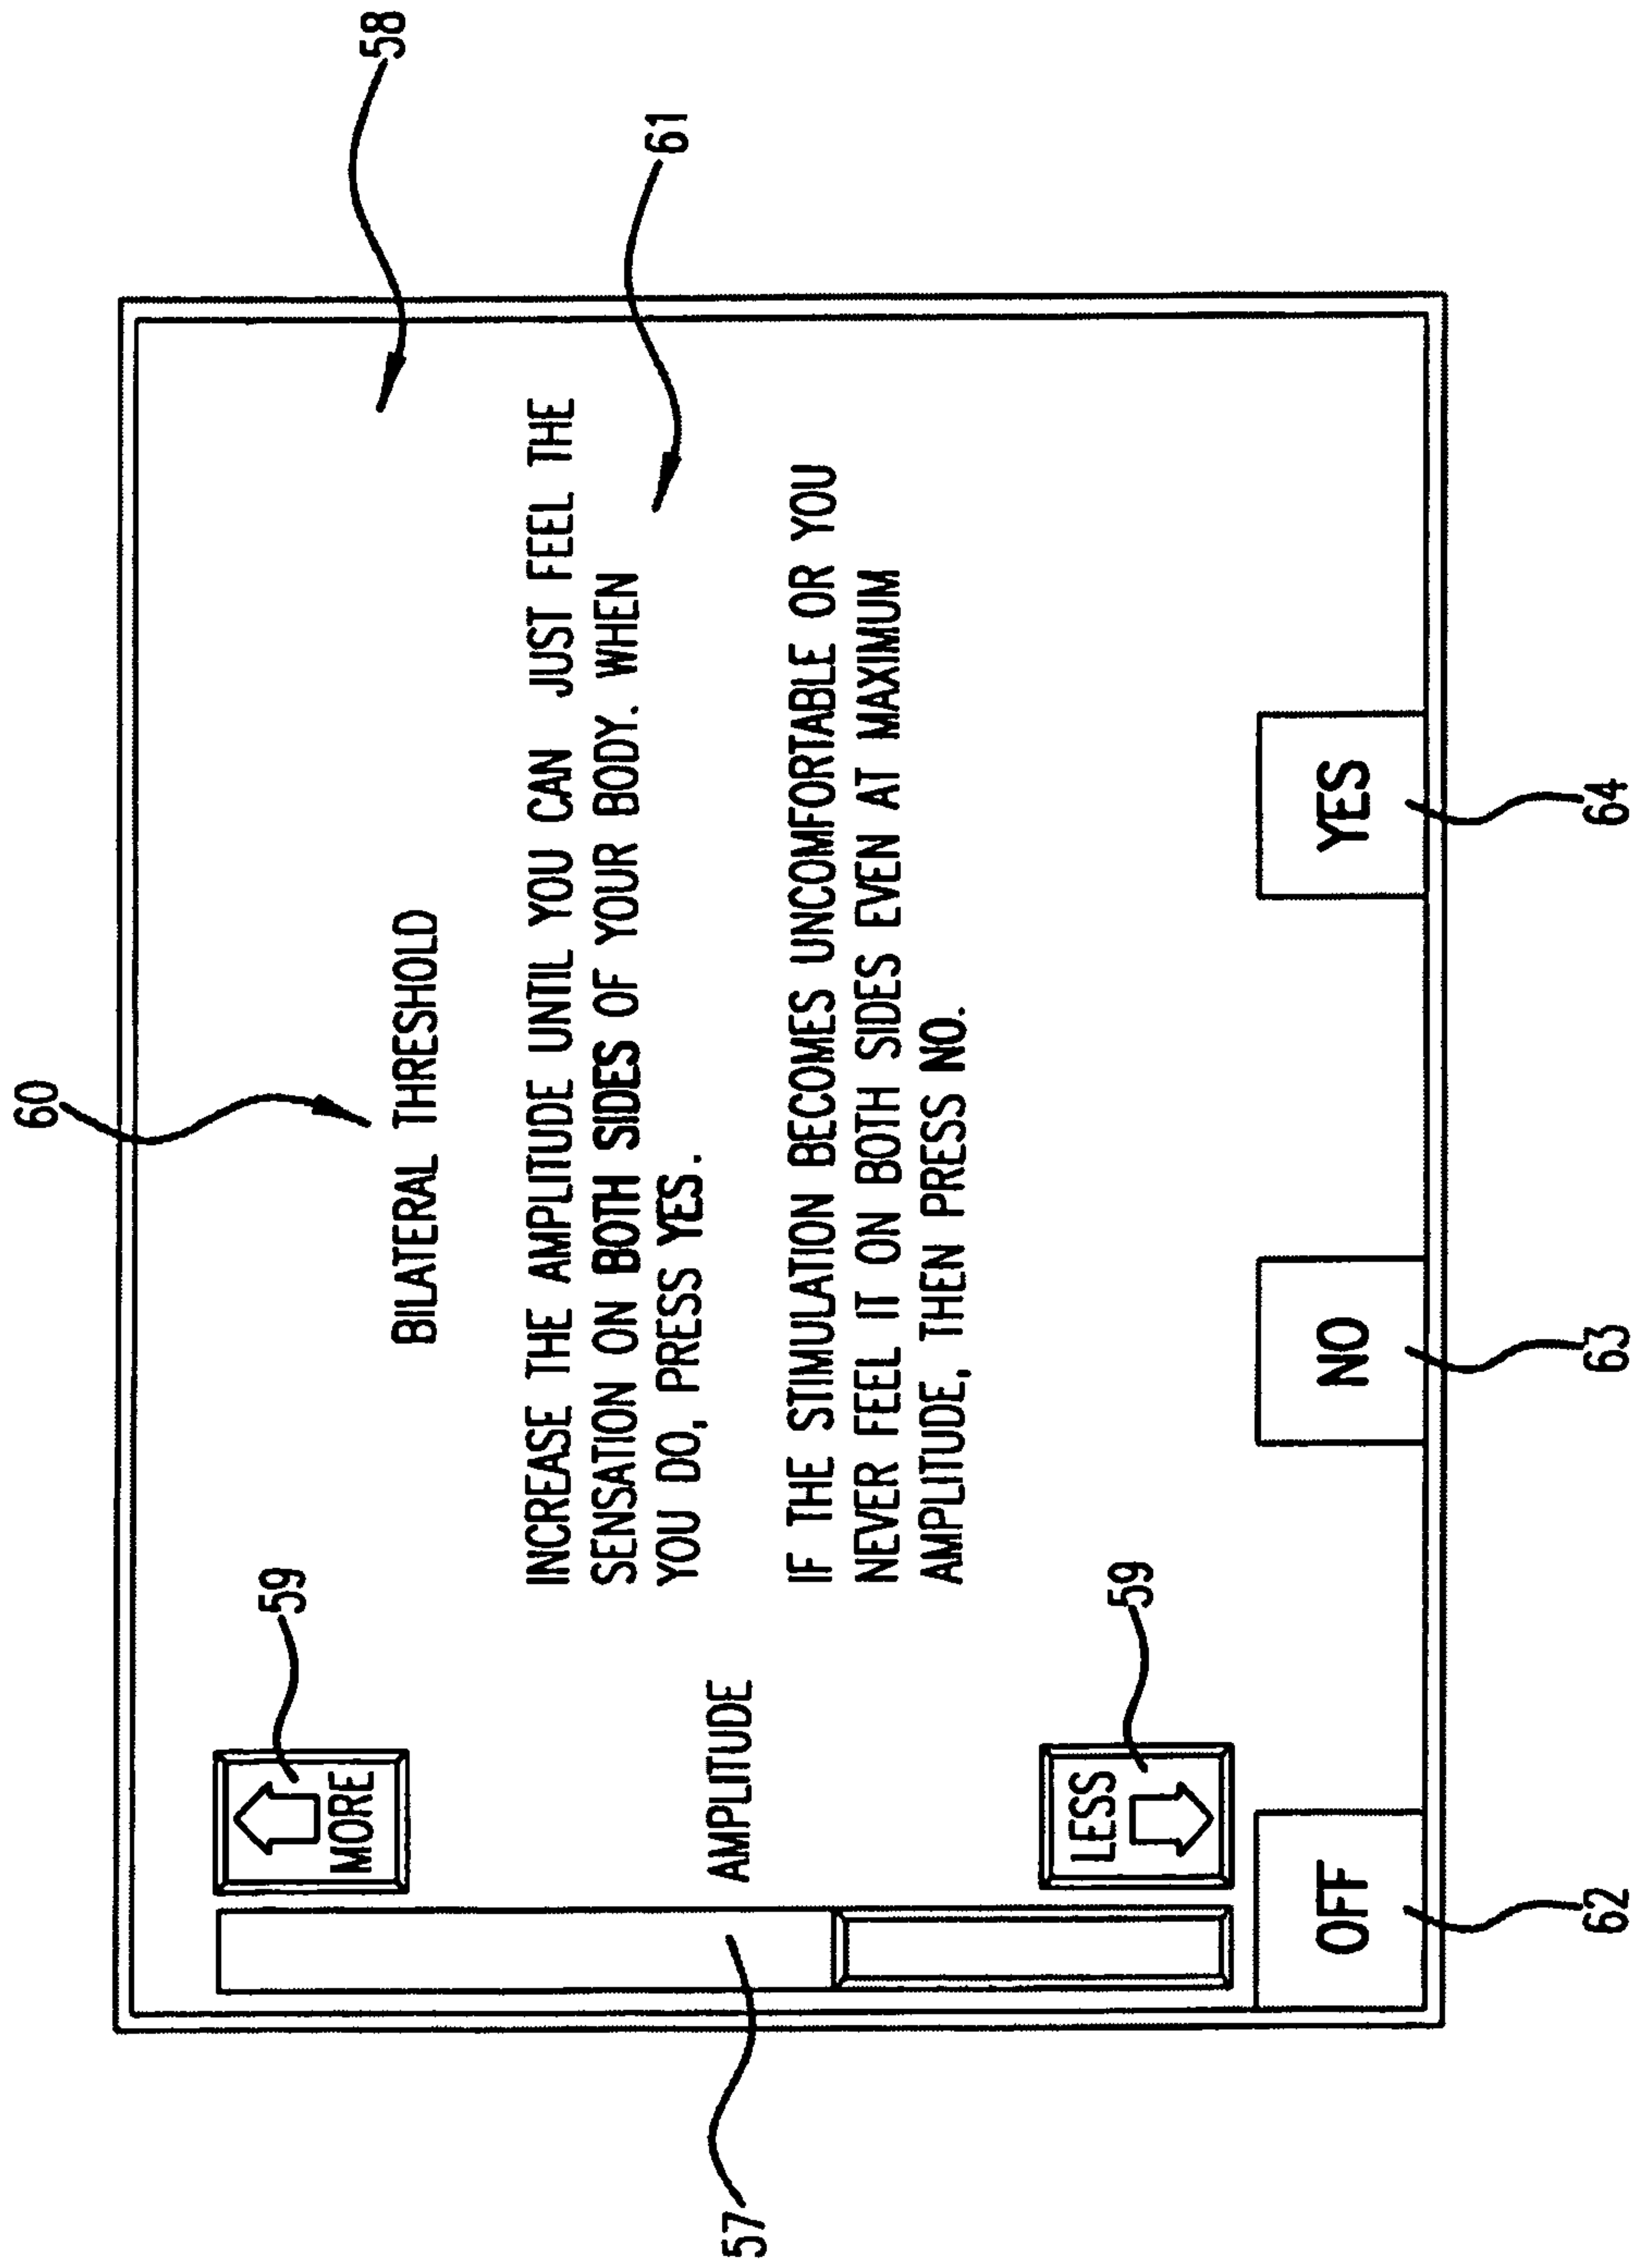 60
58
BILATERAL THRESHOLD
59
MORE
INCREASE THE AMPLITUDE UNTIL YOU CAN JUST FEEL THE
SENSATION ON BOTH SIDES OF YOUR BODY. WHEN
YOU DO, PRESS YES.
61
57
AMPLITUDE
IF THE STIMULATION BECOMES UNCOMFORTABLE OR YOU
NEVER FEEL IT ON BOTH SIDES EVEN AT MAXIMUM
AMPLITUDE, THEN PRESS NO.
59
LESS
OFF
NO
YES
62
63
64